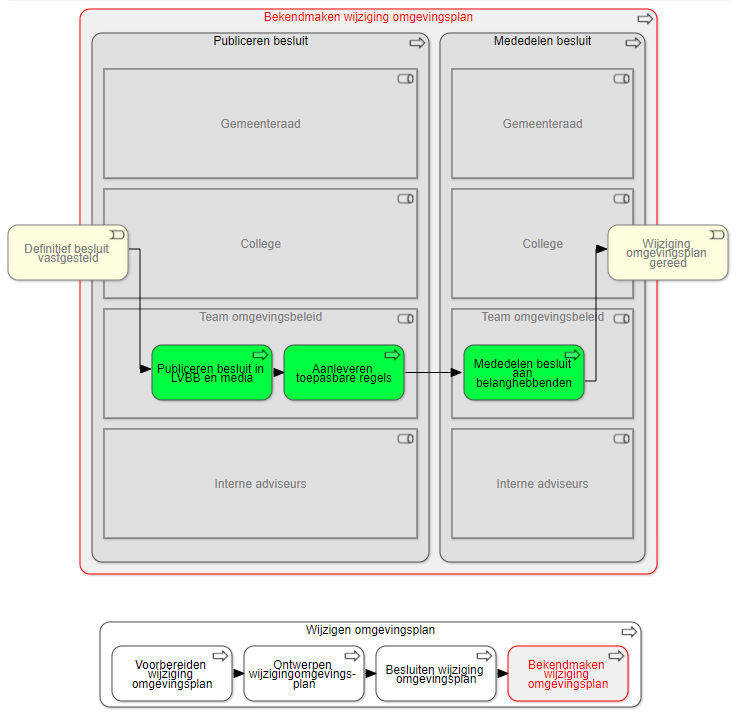 Bekendmaken wijziging omgevingsplan
Publiceren besluit
Mededelen besluit
Gemeenteraad
Gemeenteraad
College
College
Definitief besluit
vastgesteld
Wijziging
omgevingsplan
gereed
Team omgevingsbeleid
Team omgevingsbeleid
Publiceren besluit in
LVBB en media
Aanleveren
toepasbare regels
Mededelen besluit
aan
belanghebbenden
Interne adviseurs
Interne adviseurs
Wijzigen omgevingsplan
Voorbereiden
wijziging
omgevingsplan
Ontwerpen
wijzigingomgevings-
plan
Besluiten wijziging
omgevingsplan
Bekendmaken
wijziging
omgevingsplan